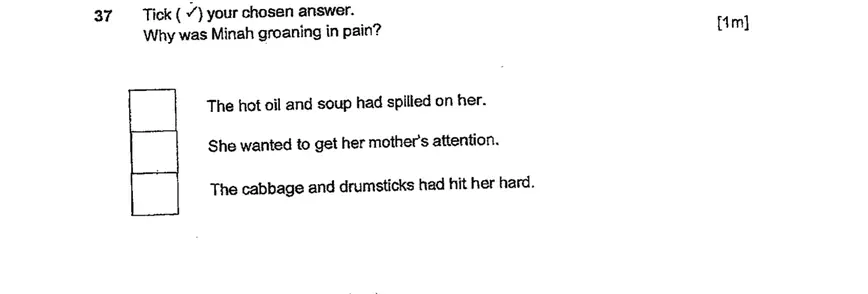 37 Tick ( ✓ ) your chosen answer.
Why was Minah groaning in pain? [1m]
The hot oil and soup had spilled on her.
She wanted to get her mother's attention.
The cabbage and drumsticks had hit her hard.